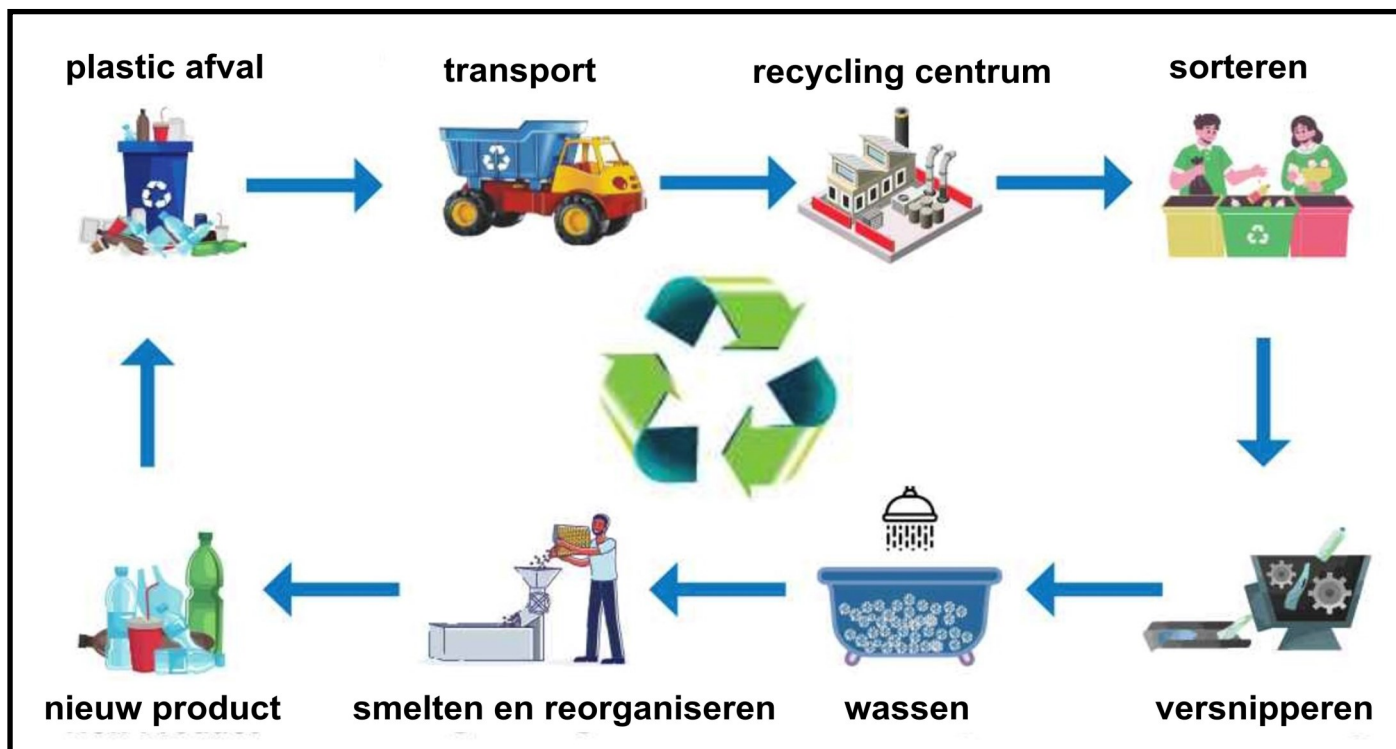 plastic afval
transport
recycling centrum
sorteren
nieuw product
smelten en reorganiseren
wassen
versnipperen